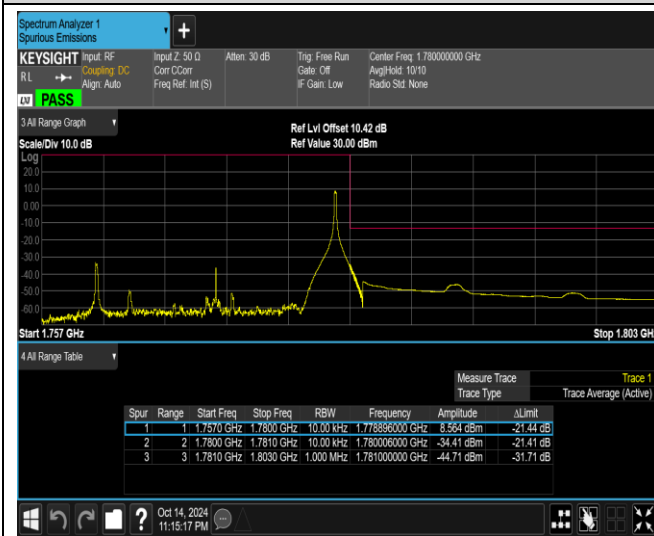 Spectrum Analyzer 1
Spurious Emissions
+
KEYSIGHT Input: RF Input Z: 50 Ω Atten: 30 dB Trig: Free Run Center Freq: 1.780000000 GHz
RL Coupling: DC Corr CCorr Gate: Off Avg|Hold: 10/10
Align: Auto Freq Ref: Int (S) IF Gain: Low Radio Std: None
LXI PASS
3 All Range Graph
Ref Lvl Offset 10.42 dB
Scale/Div 10.0 dB Ref Value 30.00 dBm
Log
20.0
10.0
0.00
-10.0
-20.0
-30.0
-40.0
-50.0
-60.0
Start 1.757 GHz Stop 1.803 GH
4 All Range Table
Measure Trace Trace 1
Trace Type Trace Average (Active)
Spur Range Start Freq Stop Freq RBW Frequency Amplitude ΔLimit
1 1 1.7570 GHz 1.7800 GHz 10.00 kHz 1.778896000 GHz 8.564 dBm -21.44 dB
2 2 1.7800 GHz 1.7810 GHz 10.00 kHz 1.780006000 GHz -34.41 dBm -21.41 dB
3 3 1.7810 GHz 1.8030 GHz 1.000 MHz 1.781000000 GHz -44.71 dBm -31.71 dB
? Oct 14, 2024
11:15:17 PM